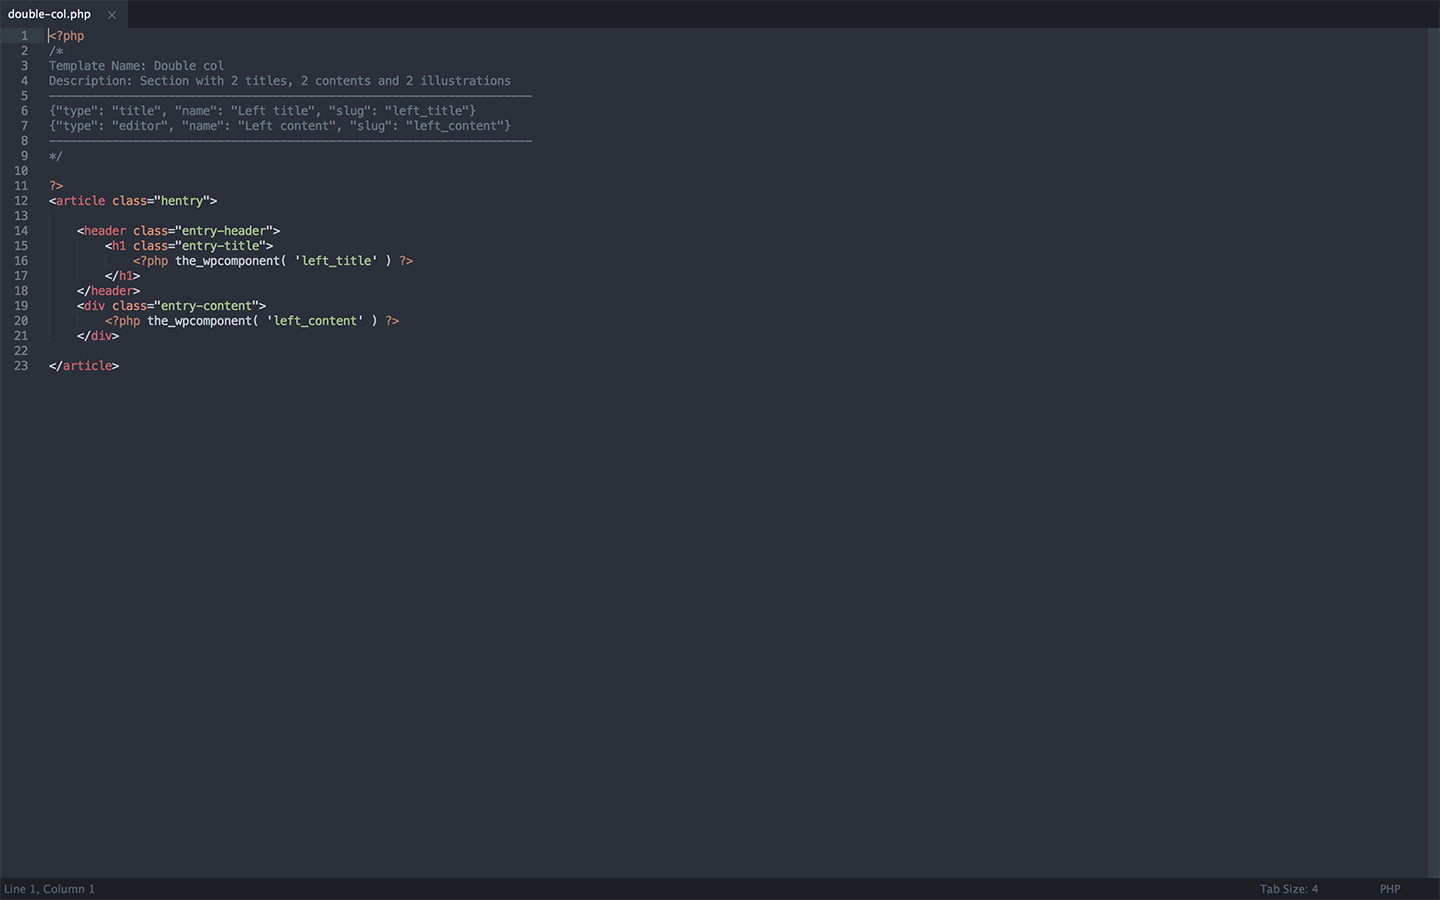 double-col.php ×
1 <?php
2 /*
3 Template Name: Double col
4 Description: Section with 2 titles, 2 contents and 2 illustrations
5 ---------------------------------------------------------------------
6 {"type": "title", "name": "Left title", "slug": "left_title"}
7 {"type": "editor", "name": "Left content", "slug": "left_content"}
8 ---------------------------------------------------------------------
9 */
10
11 ?>
12 <article class="hentry">
13
14     <header class="entry-header">
15         <h1 class="entry-title">
16             <?php the_wpcomponent( 'left_title' ) ?>
17         </h1>
18     </header>
19     <div class="entry-content">
20         <?php the_wpcomponent( 'left_content' ) ?>
21     </div>
22
23 </article>
Line 1, Column 1 Tab Size: 4 PHP